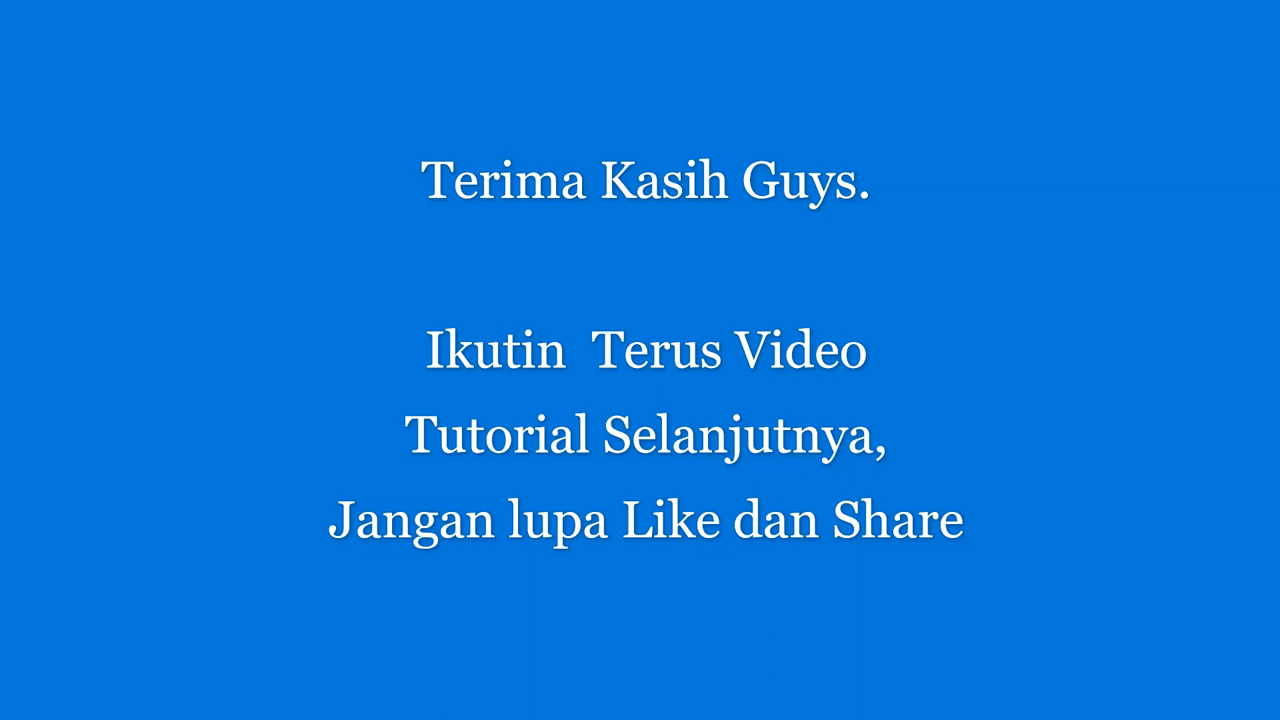 Terima Kasih Guys.
Ikutin  Terus Video
Tutorial Selanjutnya,
Jangan lupa Like dan Share